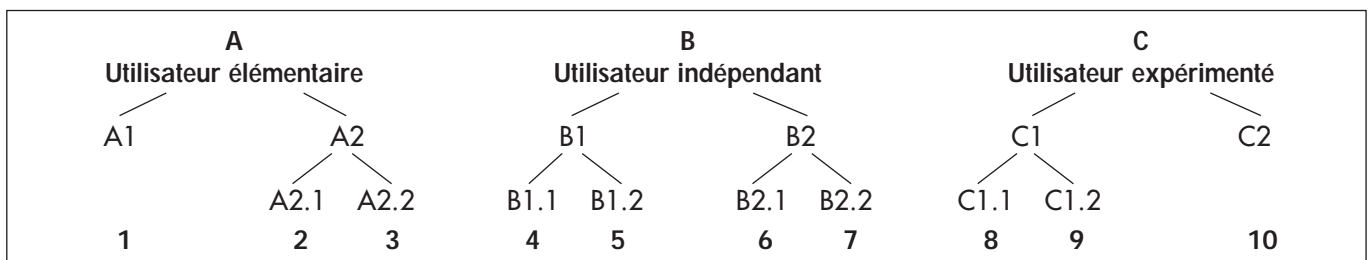 A B C
Utilisateur élémentaire Utilisateur indépendant Utilisateur expérimenté
A1 A2 B1 B2 C1 C2
A2.1 A2.2 B1.1 B1.2 B2.1 B2.2 C1.1 C1.2
1 2 3 4 5 6 7 8 9 10